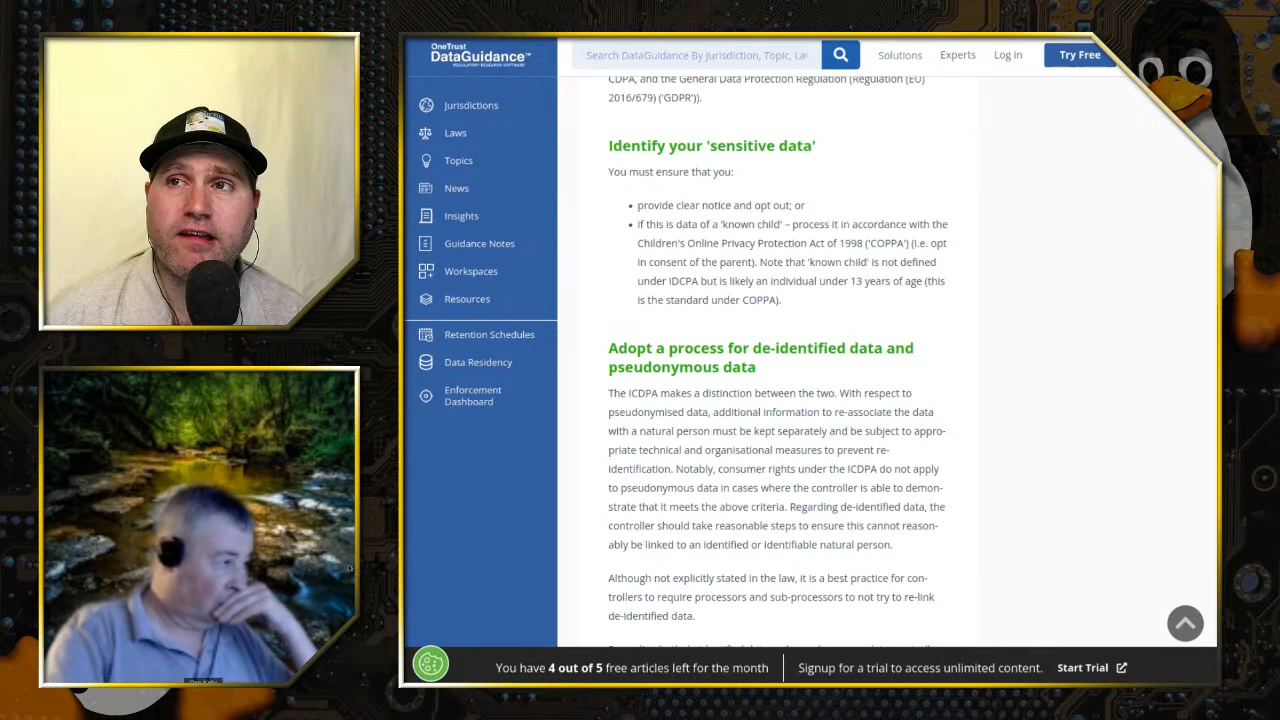 OneTrust
DataGuidance™
REGULATORY RESEARCH SOFTWARE
Search DataGuidance By Jurisdiction, Topic, La
Solutions
Experts
Log in
Try Free
Jurisdictions
Laws
Topics
News
Insights
Guidance Notes
Workspaces
Resources
Retention Schedules
Data Residency
Enforcement
Dashboard
CDPA, and the General Data Protection Regulation (Regulation (EU)
2016/679) ('GDPR')).
Identify your 'sensitive data'
You must ensure that you:
• provide clear notice and opt out; or
• if this is data of a 'known child' – process it in accordance with the
Children's Online Privacy Protection Act of 1998 ('COPPA') (i.e. opt
in consent of the parent). Note that 'known child' is not defined
under IDCPA but is likely an individual under 13 years of age (this
is the standard under COPPA).
Adopt a process for de-identified data and
pseudonymous data
The ICDPA makes a distinction between the two. With respect to
pseudonymised data, additional information to re-associate the data
with a natural person must be kept separately and be subject to appro-
priate technical and organisational measures to prevent re-
identification. Notably, consumer rights under the ICDPA do not apply
to pseudonymous data in cases where the controller is able to demon-
strate that it meets the above criteria. Regarding de-identified data, the
controller should take reasonable steps to ensure this cannot reason-
ably be linked to an identified or identifiable natural person.
Although not explicitly stated in the law, it is a best practice for con-
trollers to require processors and sub-processors to not try to re-link
de-identified data.
You have 4 out of 5 free articles left for the month
Signup for a trial to access unlimited content.
Start Trial